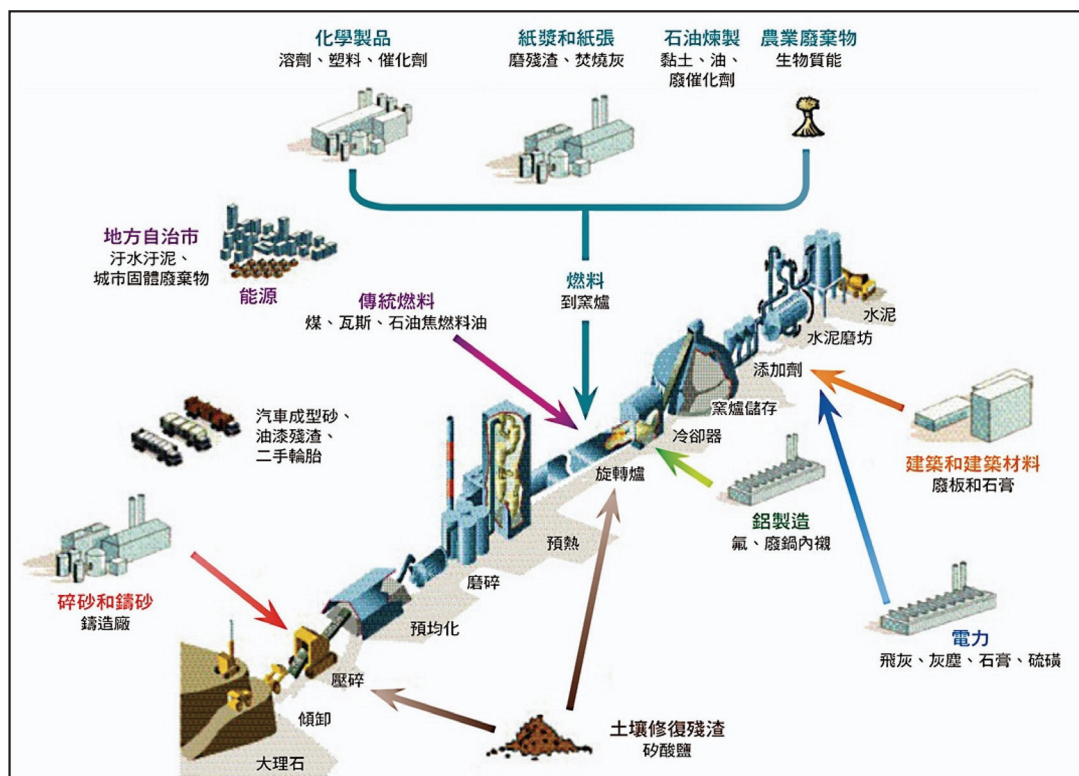 化學製品
溶劑、塑料、催化劑
紙漿和紙張
磨殘渣、焚燒灰
石油煉製
黏土、油、
廢催化劑
農業廢棄物
生物質能
地方自治市
汙水汙泥、
城市固體廢棄物
能源
傳統燃料
煤、瓦斯、石油焦燃料油
燃料
到窯爐
水泥
水泥磨坊
添加劑
窯爐儲存
冷卻器
旋轉爐
預熱
磨碎
預均化
壓碎
傾卸
大理石
汽車成型砂、
油漆殘渣、
二手輪胎
碎砂和鑄砂
鑄造廠
建築和建築材料
廢板和石膏
鋁製造
氟、廢鍋內襯
電力
飛灰、灰塵、石膏、硫磺
土壤修復殘渣
矽酸鹽